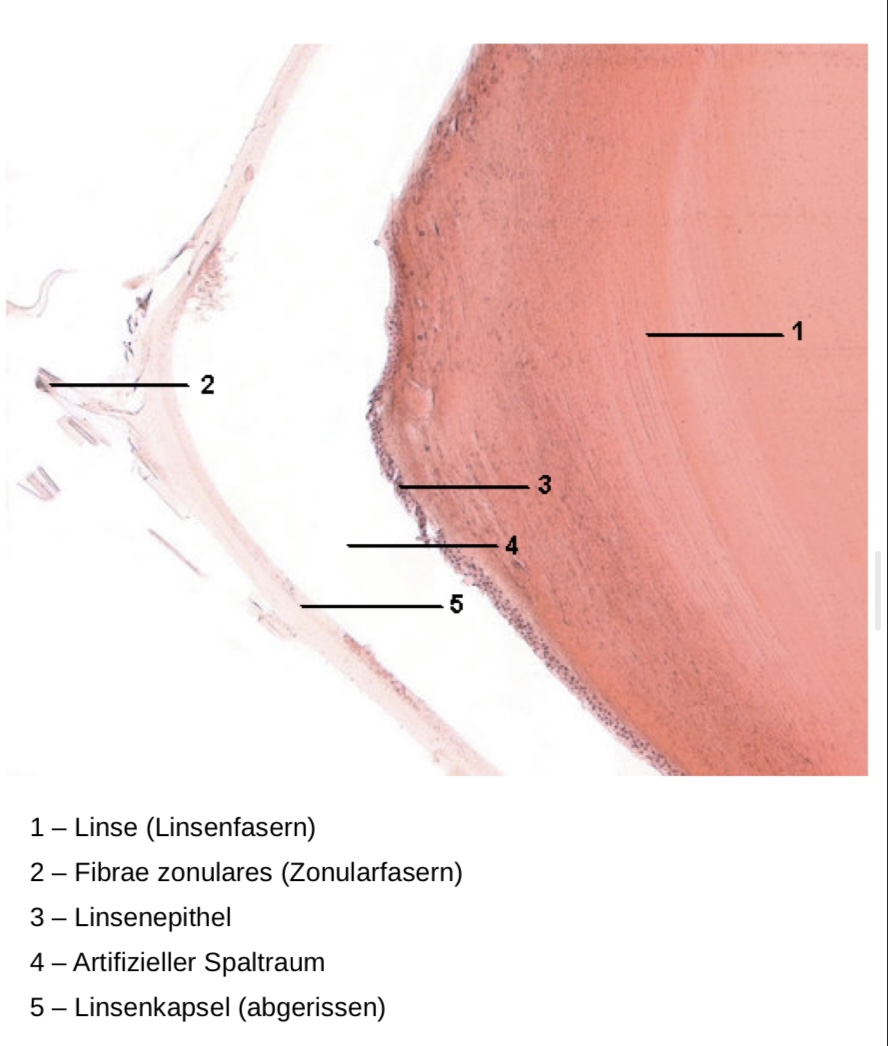 1
2
3
4
5
1 – Linse (Linsenfasern)
2 – Fibrae zonulares (Zonularfasern)
3 – Linsenepithel
4 – Artifizieller Spaltraum
5 – Linsenkapsel (abgerissen)